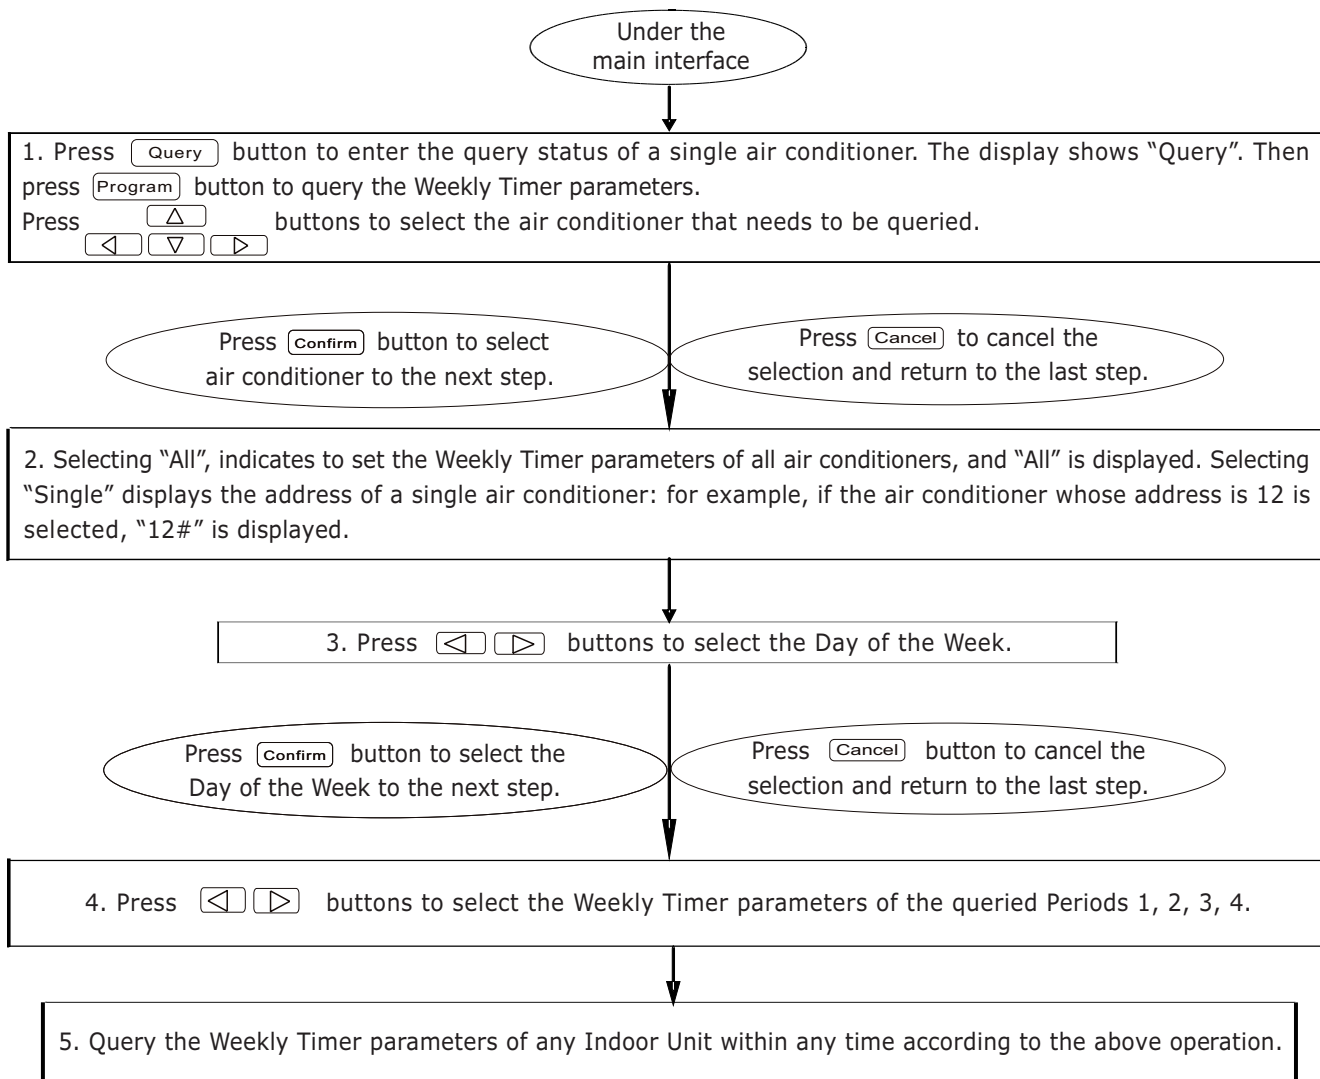 Under the
main interface
1. Press Query button to enter the query status of a single air conditioner. The display shows “Query”. Then
press Program button to query the Weekly Timer parameters.
Press buttons to select the air conditioner that needs to be queried.
Press Confirm button to select
air conditioner to the next step.
Press Cancel to cancel the
selection and return to the last step.
2. Selecting “All”, indicates to set the Weekly Timer parameters of all air conditioners, and “All” is displayed. Selecting
“Single” displays the address of a single air conditioner: for example, if the air conditioner whose address is 12 is
selected, “12#” is displayed.
3. Press buttons to select the Day of the Week.
Press Confirm button to select the
Day of the Week to the next step.
Press Cancel button to cancel the
selection and return to the last step.
4. Press buttons to select the Weekly Timer parameters of the queried Periods 1, 2, 3, 4.
5. Query the Weekly Timer parameters of any Indoor Unit within any time according to the above operation.